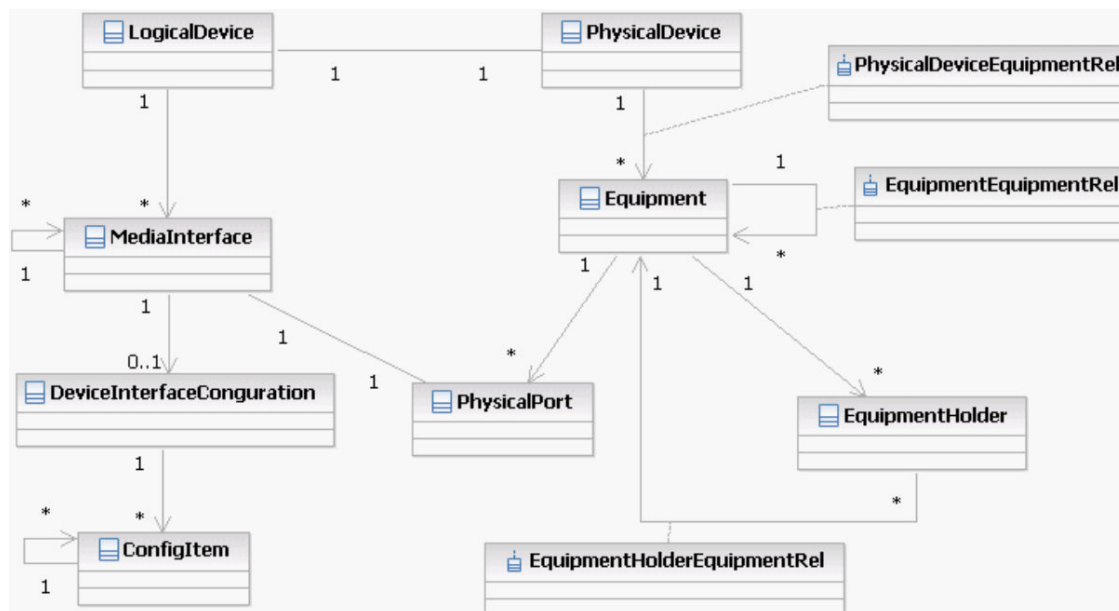 LogicalDevice
PhysicalDevice
1
1
PhysicalDeviceEquipmentRel
1
1
*
1
Equipment
EquipmentEquipmentRel
*
*
*
MediaInterface
1
1
1
1
1
0..1
1
*
*
DeviceInterfaceConguration
PhysicalPort
EquipmentHolder
1
*
*
*
ConfigItem
EquipmentHolderEquipmentRel
1